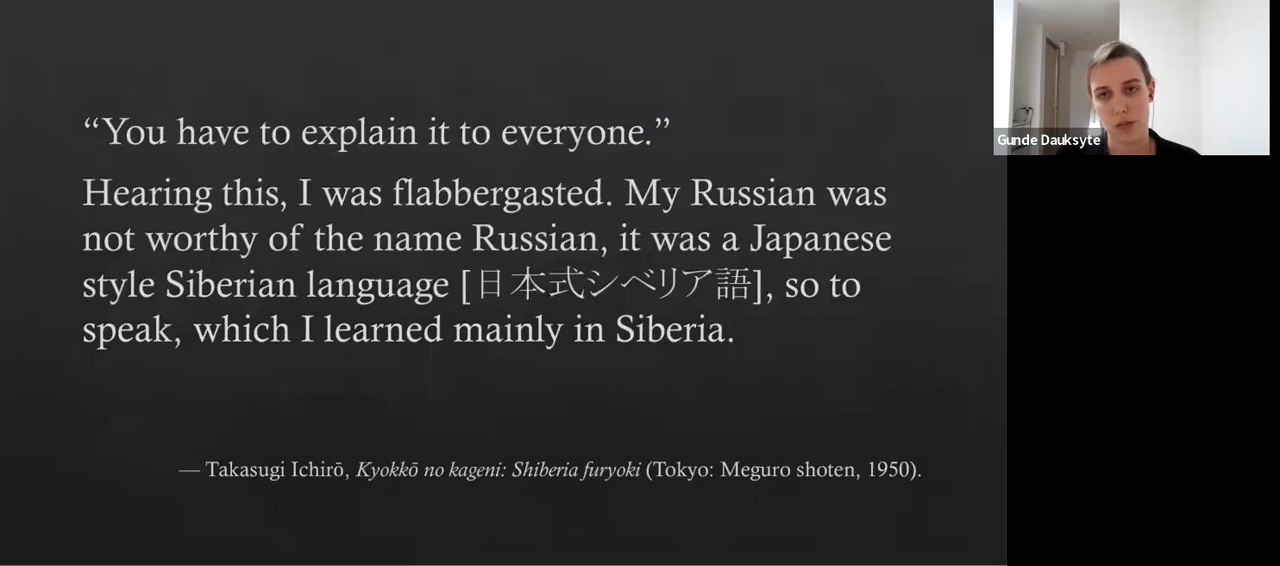 “You have to explain it to everyone.”
Hearing this, I was flabbergasted. My Russian was
not worthy of the name Russian, it was a Japanese
style Siberian language [日本式シベリア語], so to
speak, which I learned mainly in Siberia.
— Takasugi Ichirō, Kyokkō no kageni: Shiberia furyoki (Tokyo: Meguro shoten, 1950).
Gunde Dauksyte